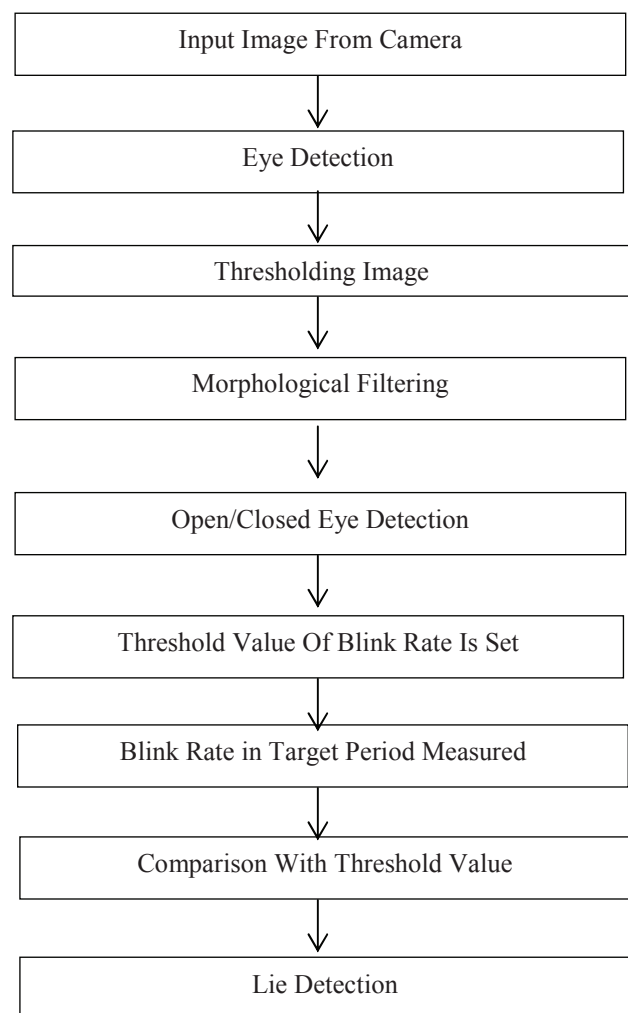 Input Image From Camera
Eye Detection
Thresholding Image
Morphological Filtering
Open/Closed Eye Detection
Threshold Value Of Blink Rate Is Set
Blink Rate in Target Period Measured
Comparison With Threshold Value
Lie Detection